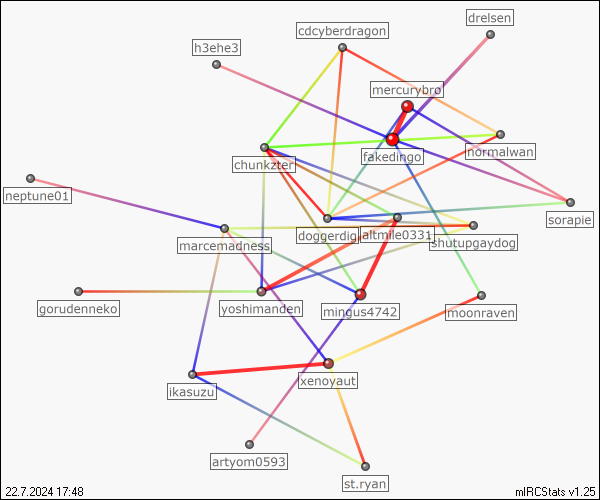 drelsen
cdcyberdragon
h3ehe3
mercurybro
normalwan
fakedingo
chunkzter
neptune01
sorapie
doggerdig
altmile0331
shutupgaydog
marcemadness
gorudenneko
yoshimanden
mingus4742
moonraven
xenoyaut
ikasuzu
artyom0593
st.ryan
22.7.2024 17:48
mIRCStats v1.25